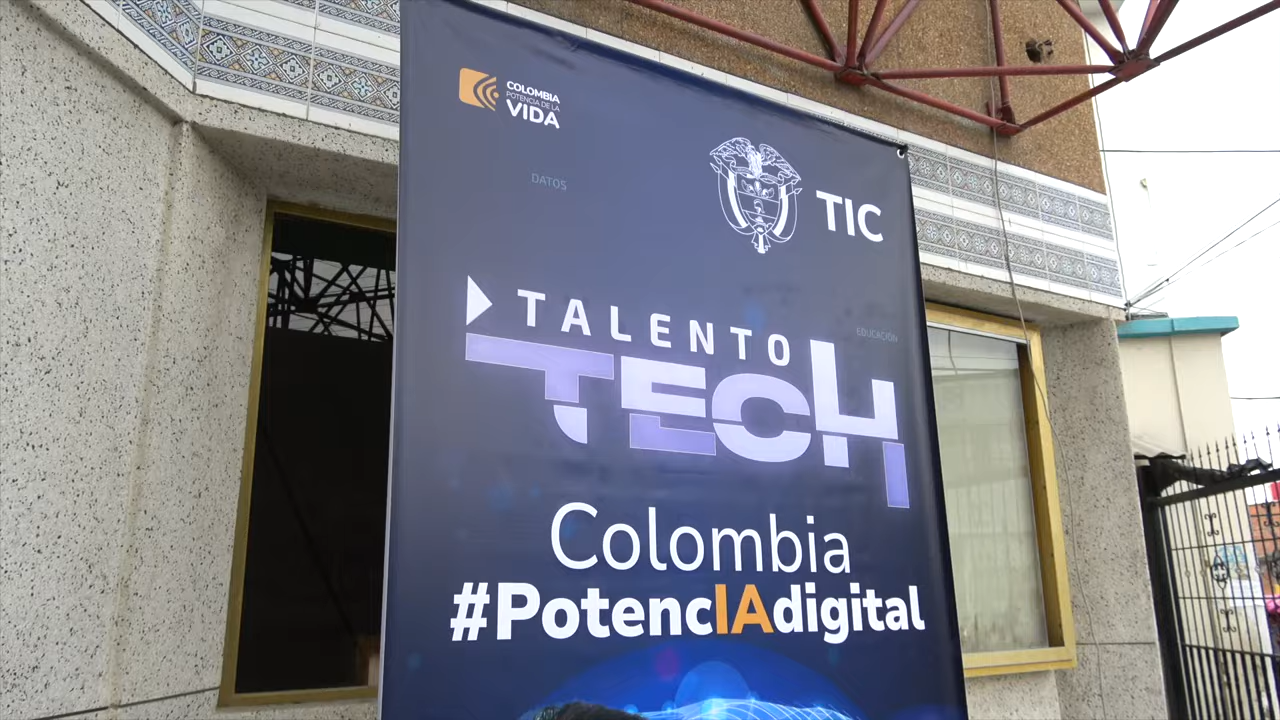 COLOMBIA
POTENCIA DE LA
VIDA
DATOS
TIC
TALENTO
EDUCACIÓN
TECH
Colombia
#PotencIAdigital